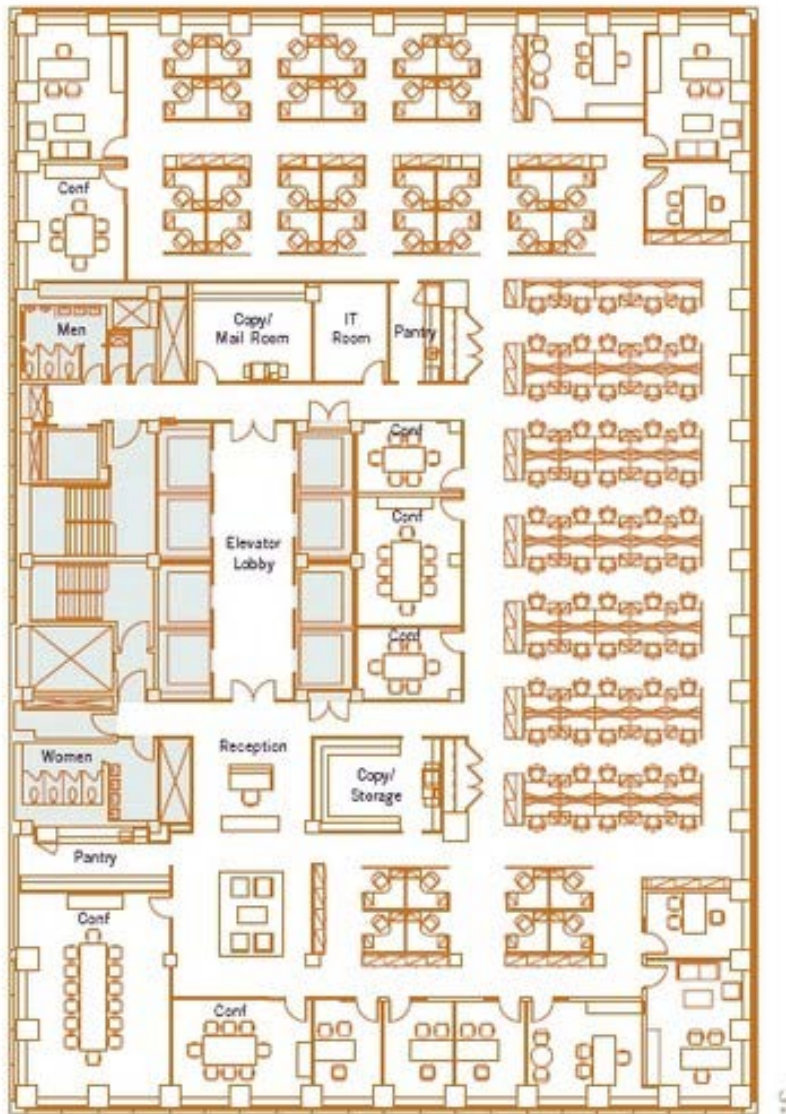 Conf
Men
Copy/
Mail Room
IT
Room
Pantry
Conf
Conf
Elevator
Lobby
Conf
Reception
Women
Copy/
Storage
Pantry
Conf
Conf